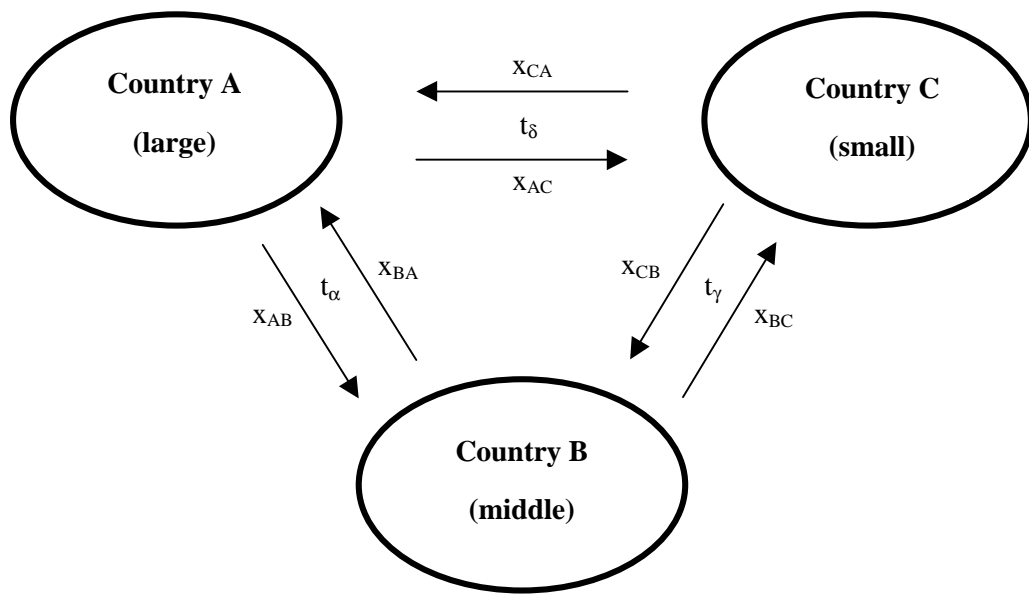 Country A
(large)
x_CA
t_δ
x_AC
Country C
(small)
x_AB
t_α
x_BA
x_CB
t_γ
x_BC
Country B
(middle)